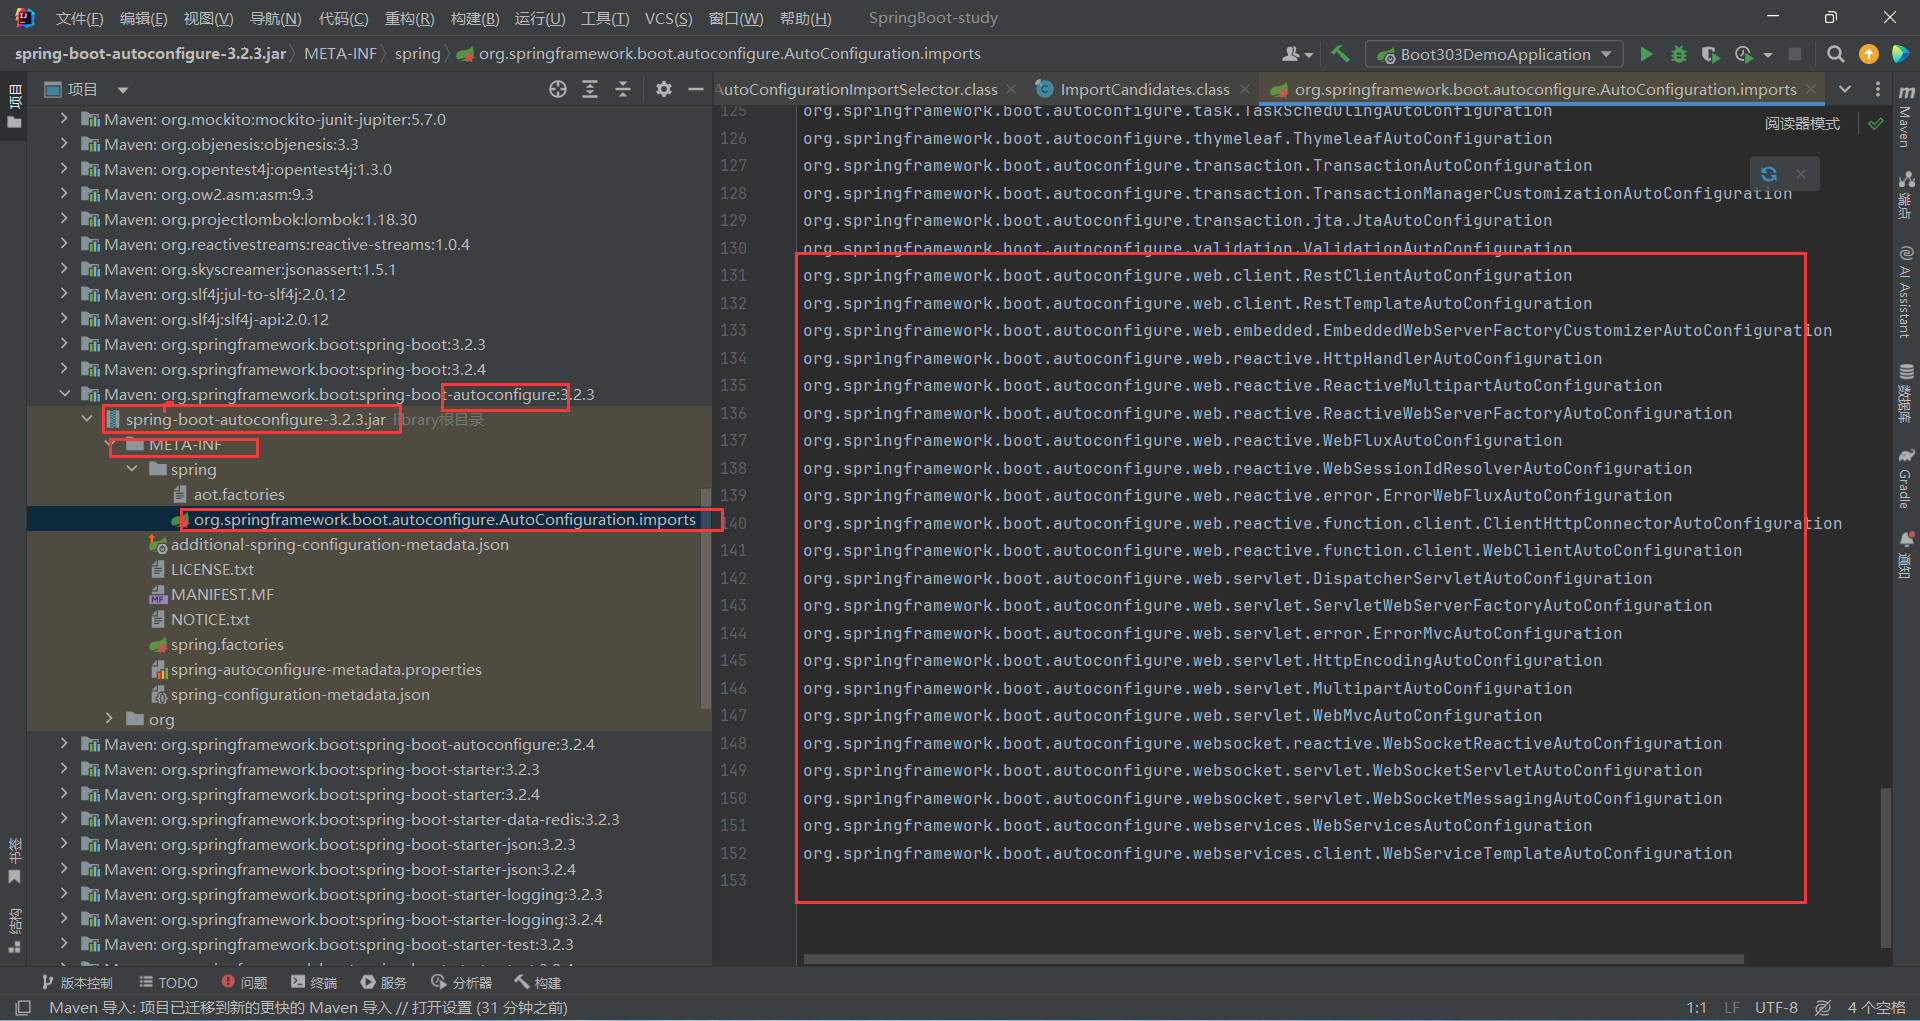 文件(F) 编辑(E) 视图(V) 导航(N) 代码(C) 重构(R) 构建(B) 运行(U) 工具(T) VCS(S) 窗口(W) 帮助(H) SpringBoot-study
spring-boot-autoconfigure-3.2.3.jar META-INF spring org.springframework.boot.autoconfigure.AutoConfiguration.imports Boot303DemoApplication
项目
项目
Maven: org.mockito:mockito-junit-jupiter:5.7.0
Maven: org.objenesis:objenesis:3.3
Maven: org.opentest4j:opentest4j:1.3.0
Maven: org.ow2.asm:asm:9.3
Maven: org.projectlombok:lombok:1.18.30
Maven: org.reactivestreams:reactive-streams:1.0.4
Maven: org.skyscreamer:jsonassert:1.5.1
Maven: org.slf4j:jul-to-slf4j:2.0.12
Maven: org.slf4j:slf4j-api:2.0.12
Maven: org.springframework.boot:spring-boot:3.2.3
Maven: org.springframework.boot:spring-boot:3.2.4
Maven: org.springframework.boot:spring-boot-autoconfigure:3.2.3
spring-boot-autoconfigure-3.2.3.jar library根目录
META-INF
spring
aot.factories
org.springframework.boot.autoconfigure.AutoConfiguration.imports
additional-spring-configuration-metadata.json
LICENSE.txt
MANIFEST.MF
NOTICE.txt
spring.factories
spring-autoconfigure-metadata.properties
spring-configuration-metadata.json
org
Maven: org.springframework.boot:spring-boot-autoconfigure:3.2.4
Maven: org.springframework.boot:spring-boot-starter:3.2.3
Maven: org.springframework.boot:spring-boot-starter:3.2.4
Maven: org.springframework.boot:spring-boot-starter-data-redis:3.2.3
Maven: org.springframework.boot:spring-boot-starter-json:3.2.3
Maven: org.springframework.boot:spring-boot-starter-json:3.2.4
Maven: org.springframework.boot:spring-boot-starter-logging:3.2.3
Maven: org.springframework.boot:spring-boot-starter-logging:3.2.4
Maven: org.springframework.boot:spring-boot-starter-test:3.2.3
书签
结构
AutoConfigurationImportSelector.class ImportCandidates.class org.springframework.boot.autoconfigure.AutoConfiguration.imports
阅读器模式
125 org.springframework.boot.autoconfigure.task.TaskSchedulingAutoConfiguration
126 org.springframework.boot.autoconfigure.thymeleaf.ThymeleafAutoConfiguration
127 org.springframework.boot.autoconfigure.transaction.TransactionAutoConfiguration
128 org.springframework.boot.autoconfigure.transaction.TransactionManagerCustomizationAutoConfiguration
129 org.springframework.boot.autoconfigure.transaction.jta.JtaAutoConfiguration
130 org.springframework.boot.autoconfigure.validation.ValidationAutoConfiguration
131 org.springframework.boot.autoconfigure.web.client.RestClientAutoConfiguration
132 org.springframework.boot.autoconfigure.web.client.RestTemplateAutoConfiguration
133 org.springframework.boot.autoconfigure.web.embedded.EmbeddedWebServerFactoryCustomizerAutoConfiguration
134 org.springframework.boot.autoconfigure.web.reactive.HttpHandlerAutoConfiguration
135 org.springframework.boot.autoconfigure.web.reactive.ReactiveMultipartAutoConfiguration
136 org.springframework.boot.autoconfigure.web.reactive.ReactiveWebServerFactoryAutoConfiguration
137 org.springframework.boot.autoconfigure.web.reactive.WebFluxAutoConfiguration
138 org.springframework.boot.autoconfigure.web.reactive.WebSessionIdResolverAutoConfiguration
139 org.springframework.boot.autoconfigure.web.reactive.error.ErrorWebFluxAutoConfiguration
140 org.springframework.boot.autoconfigure.web.reactive.function.client.ClientHttpConnectorAutoConfiguration
141 org.springframework.boot.autoconfigure.web.reactive.function.client.WebClientAutoConfiguration
142 org.springframework.boot.autoconfigure.web.servlet.DispatcherServletAutoConfiguration
143 org.springframework.boot.autoconfigure.web.servlet.ServletWebServerFactoryAutoConfiguration
144 org.springframework.boot.autoconfigure.web.servlet.error.ErrorMvcAutoConfiguration
145 org.springframework.boot.autoconfigure.web.servlet.HttpEncodingAutoConfiguration
146 org.springframework.boot.autoconfigure.web.servlet.MultipartAutoConfiguration
147 org.springframework.boot.autoconfigure.web.servlet.WebMvcAutoConfiguration
148 org.springframework.boot.autoconfigure.websocket.reactive.WebSocketReactiveAutoConfiguration
149 org.springframework.boot.autoconfigure.websocket.servlet.WebSocketServletAutoConfiguration
150 org.springframework.boot.autoconfigure.websocket.servlet.WebSocketMessagingAutoConfiguration
151 org.springframework.boot.autoconfigure.webservices.WebServicesAutoConfiguration
152 org.springframework.boot.autoconfigure.webservices.client.WebServiceTemplateAutoConfiguration
153
Maven
端点
AI Assistant
数据库
Gradle
通知
版本控制 TODO 问题 终端 服务 分析器 构建
Maven 导入: 项目已迁移到新的更快的 Maven 导入 // 打开设置 (31 分钟之前) 1:1 LF UTF-8 4 个空格